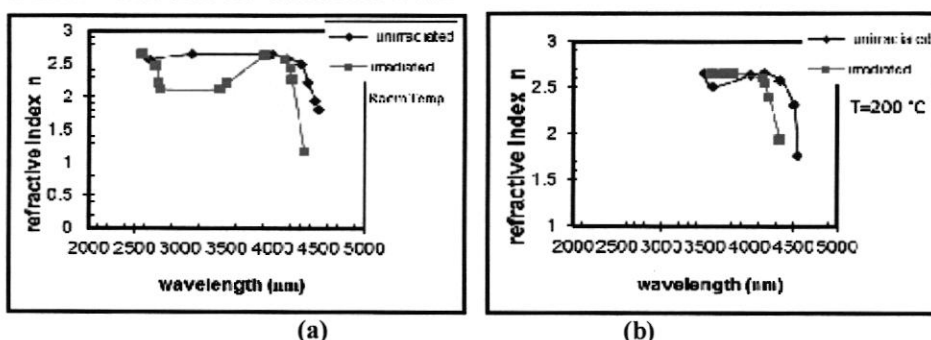 refractive index n
3
2.5
2
1.5
1
0.5
0
2000 2500 3000 3500 4000 4500 5000
wavelength (nm)
unirraciated
irradiated
Room Temp
(a)
refractive index n
3
2.5
2
1.5
1
2000 2500 3000 3500 4000 4500 5000
wavelength (nm)
unirradiated
irradiated
T=200 °C
(b)